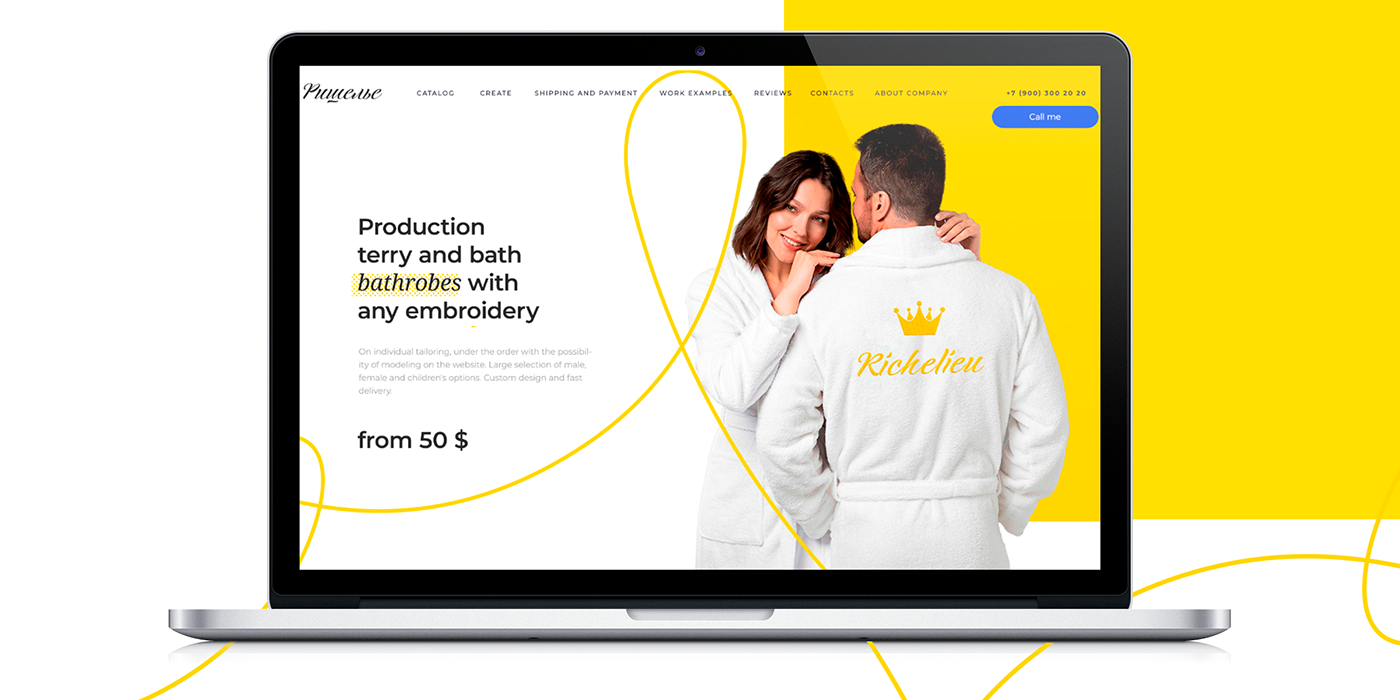 Ришелье
CATALOG CREATE SHIPPING AND PAYMENT WORK EXAMPLES REVIEWS CONTACTS ABOUT COMPANY +7 (900) 300 20 20
Call me
Production
terry and bath
bathrobes with
any embroidery
On individual tailoring, under the order with the possibil-
ity of modeling on the website. Large selection of male,
female and children's options. Custom design and fast
delivery.
from 50 $
Richelieu